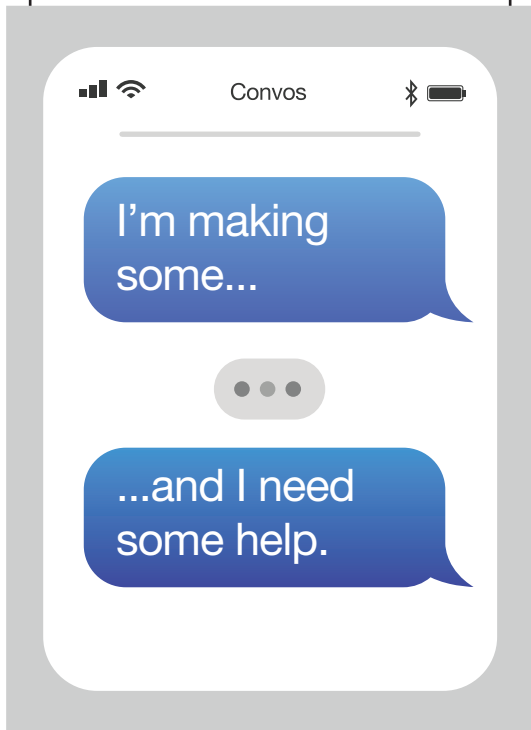 Convos
I’m making
some...
...and I need
some help.